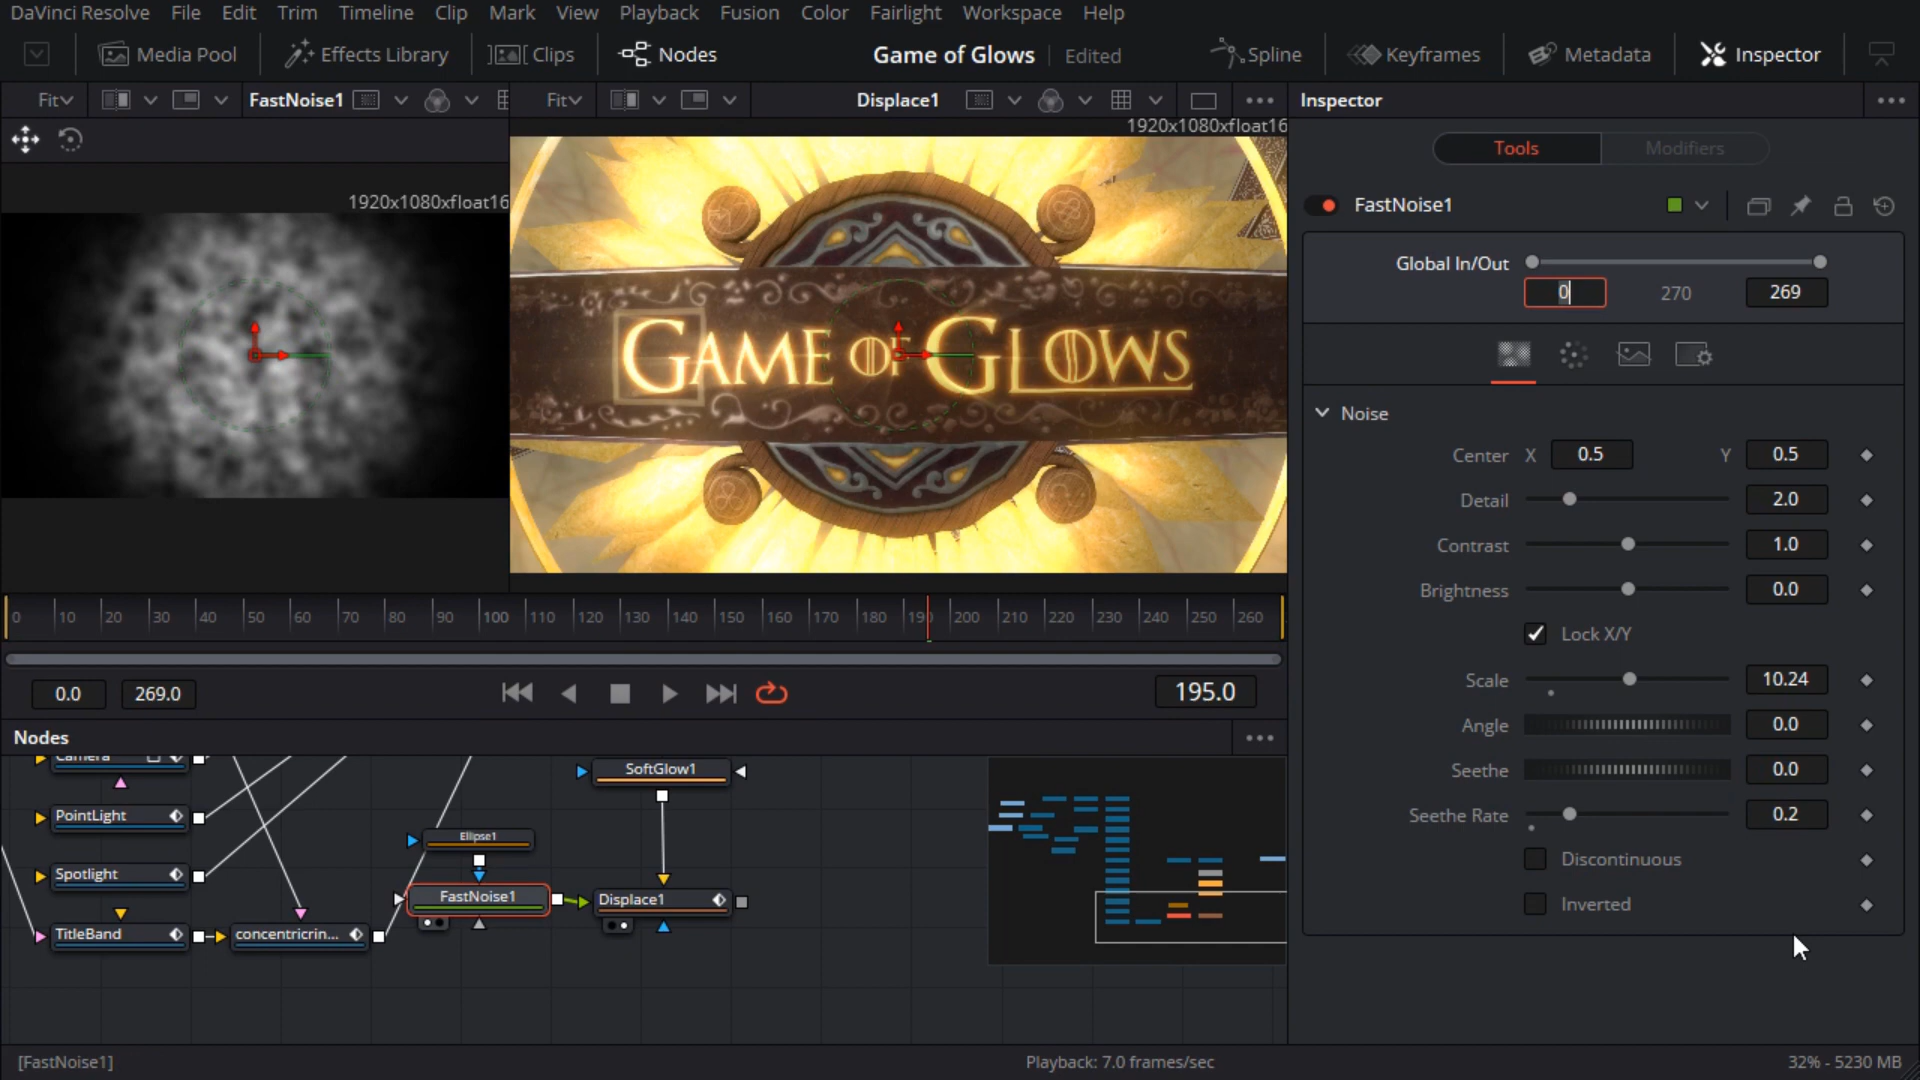 DaVinci Resolve File Edit Trim Timeline Clip Mark View Playback Fusion Color Fairlight Workspace Help
Media Pool Effects Library Clips Nodes Game of Glows Edited Spline Keyframes Metadata Inspector
Fit FastNoise1 Fit Displace1 Inspector
1920x1080xfloat16
Tools Modifiers
1920x1080xfloat16
FastNoise1
Global In/Out
0 270 269
GAME OF GLOWS
Noise
Center X 0.5 Y 0.5
Detail 2.0
Contrast 1.0
Brightness 0.0
0 10 20 30 40 50 60 70 80 90 100 110 120 130 140 150 160 170 180 190 200 210 220 230 240 250 260
Lock X/Y
Scale 10.24
0.0 269.0 195.0
Angle 0.0
Nodes
Camera
SoftGlow1
Seethe 0.0
PointLight
Seethe Rate 0.2
Ellipse1
Discontinuous
Spotlight
FastNoise1 Displace1
Inverted
TitleBand concentricrin...
[FastNoise1] Playback: 7.0 frames/sec 32% - 5230 MB